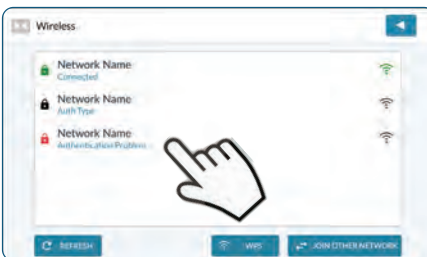 Wireless
Network Name
Connected
Network Name
Auth Type
Network Name
Authentication Problem
REFRESH
WPS
JOIN OTHER NETWORK